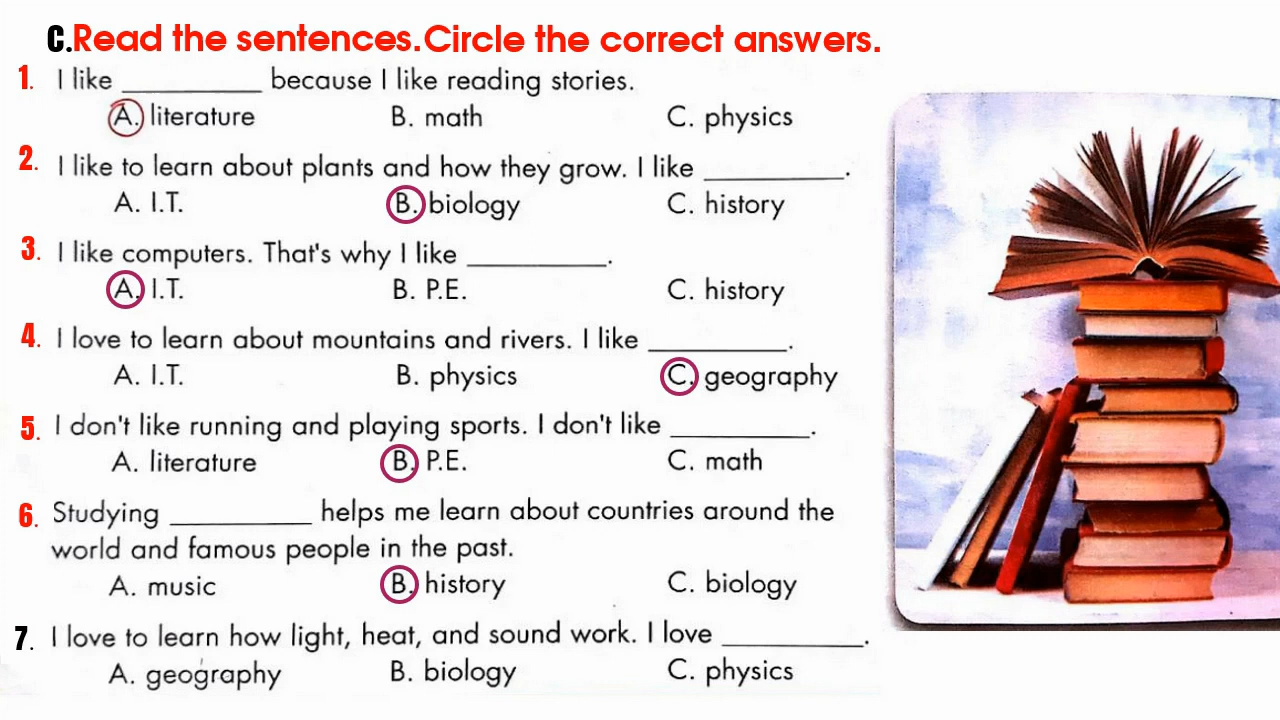 C.Read the sentences.Circle the correct answers.
1. I like __________ because I like reading stories.
A. literature B. math C. physics
2. I like to learn about plants and how they grow. I like __________.
A. I.T. B. biology C. history
3. I like computers. That's why I like __________.
A. I.T. B. P.E. C. history
4. I love to learn about mountains and rivers. I like __________.
A. I.T. B. physics C. geography
5. I don't like running and playing sports. I don't like __________.
A. literature B. P.E. C. math
6. Studying __________ helps me learn about countries around the
world and famous people in the past.
A. music B. history C. biology
7. I love to learn how light, heat, and sound work. I love __________.
A. geography B. biology C. physics